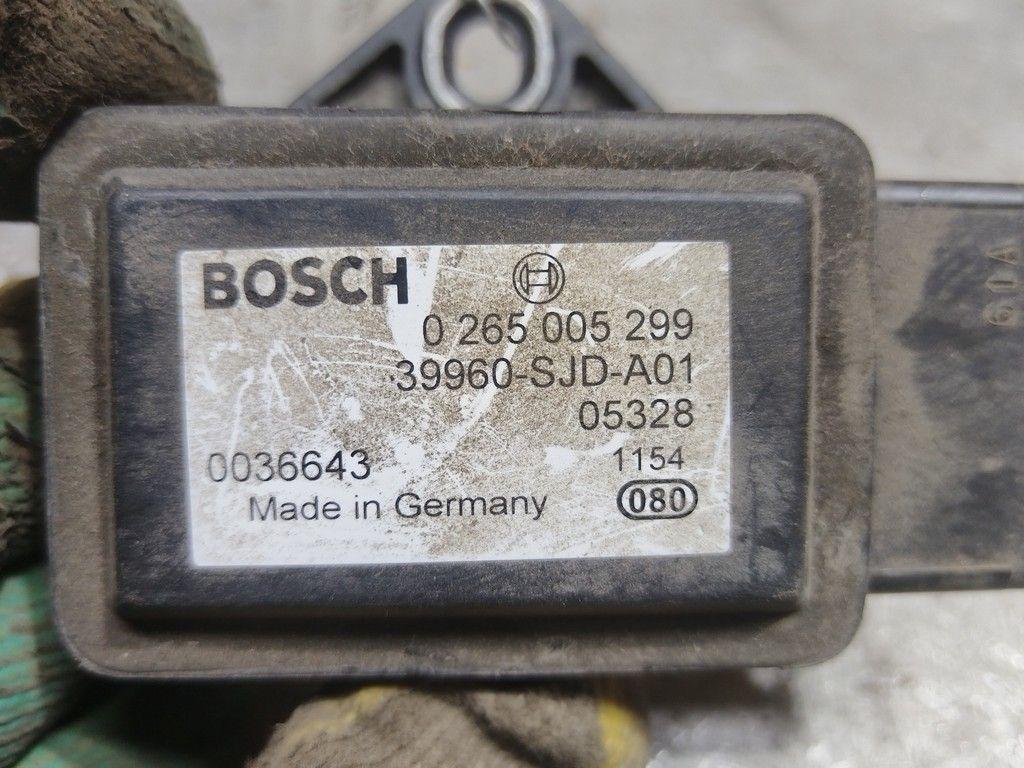 BOSCH
0 265 005 299
39960-SJD-A01
05328
0036643 1154
Made in Germany 080